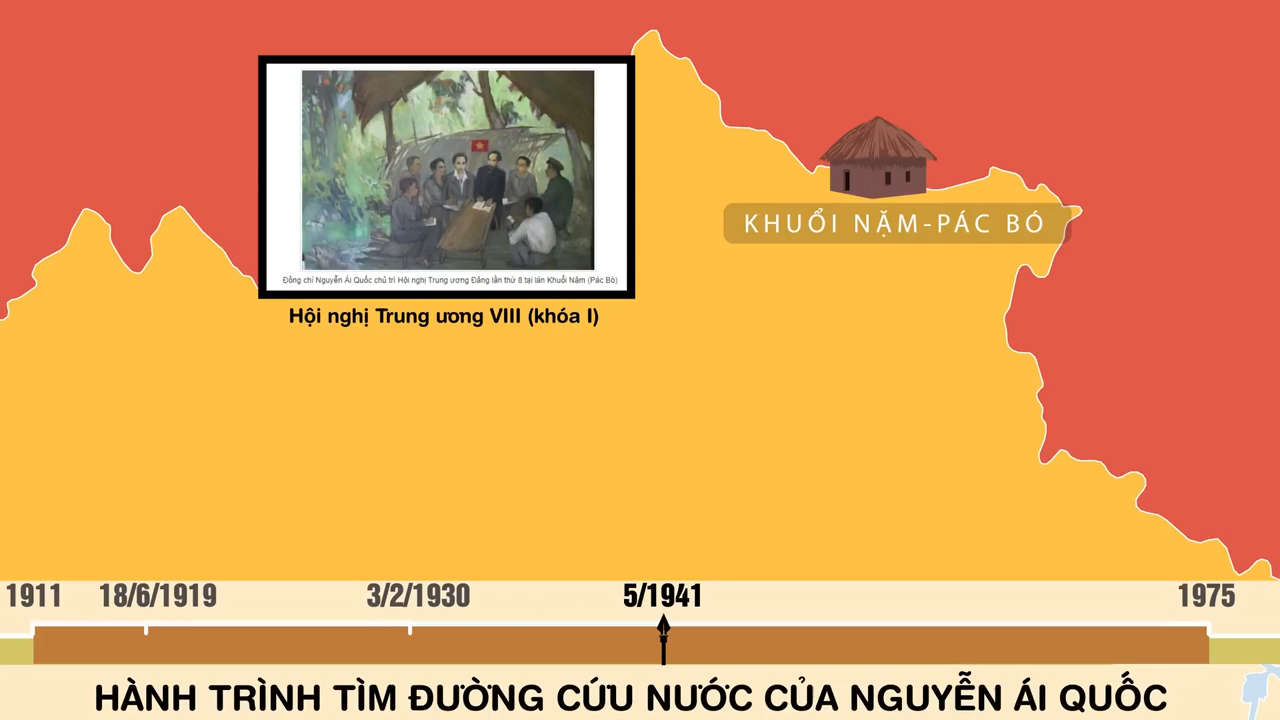 Đồng chí Nguyễn Ái Quốc chủ trì Hội nghị Trung ương Đảng lần thứ 8 tại lán Khuổi Nặm (Pác Bó)
Hội nghị Trung ương VIII (khóa I)
KHUỔI NẶM-PÁC BÓ
1911 18/6/1919 3/2/1930 5/1941 1975
HÀNH TRÌNH TÌM ĐƯỜNG CỨU NƯỚC CỦA NGUYỄN ÁI QUỐC